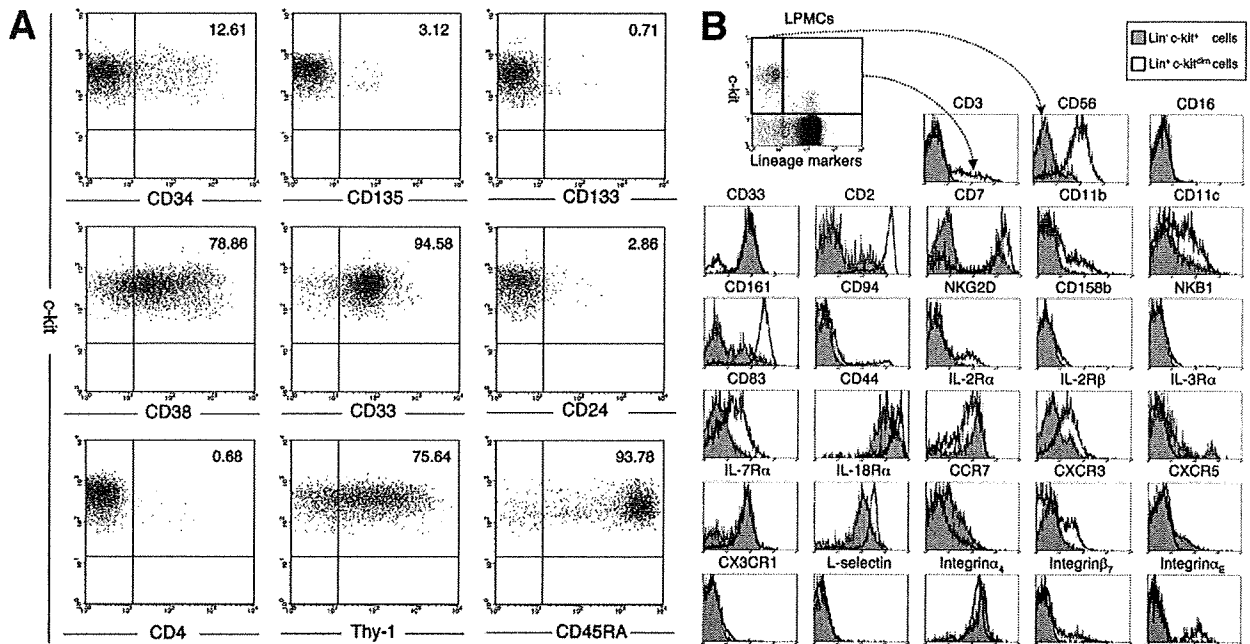 A
12.61
3.12
0.71
CD34
CD135
CD133
78.86
94.58
2.86
c-kit
CD38
CD33
CD24
0.68
75.64
93.78
CD4
Thy-1
CD45RA
B
LPMCs
c-kit
Lineage markers
Lin⁻ c-kit⁺ cells
Lin⁺ c-kitdim cells
CD3 CD56 CD16
CD33 CD2 CD7 CD11b CD11c
CD161 CD94 NKG2D CD158b NKB1
CD83 CD44 IL-2Rα IL-2Rβ IL-3Rα
IL-7Rα IL-18Rα CCR7 CXCR3 CXCR5
CX3CR1 L-selectin Integrinα₄ Integrinβ₇ IntegrinαE